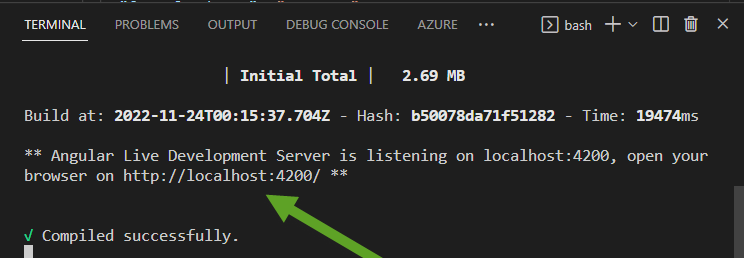 TERMINAL PROBLEMS OUTPUT DEBUG CONSOLE AZURE ··· bash
| Initial Total | 2.69 MB
Build at: 2022-11-24T00:15:37.704Z - Hash: b50078da71f51282 - Time: 19474ms
** Angular Live Development Server is listening on localhost:4200, open your
browser on http://localhost:4200/ **
√ Compiled successfully.